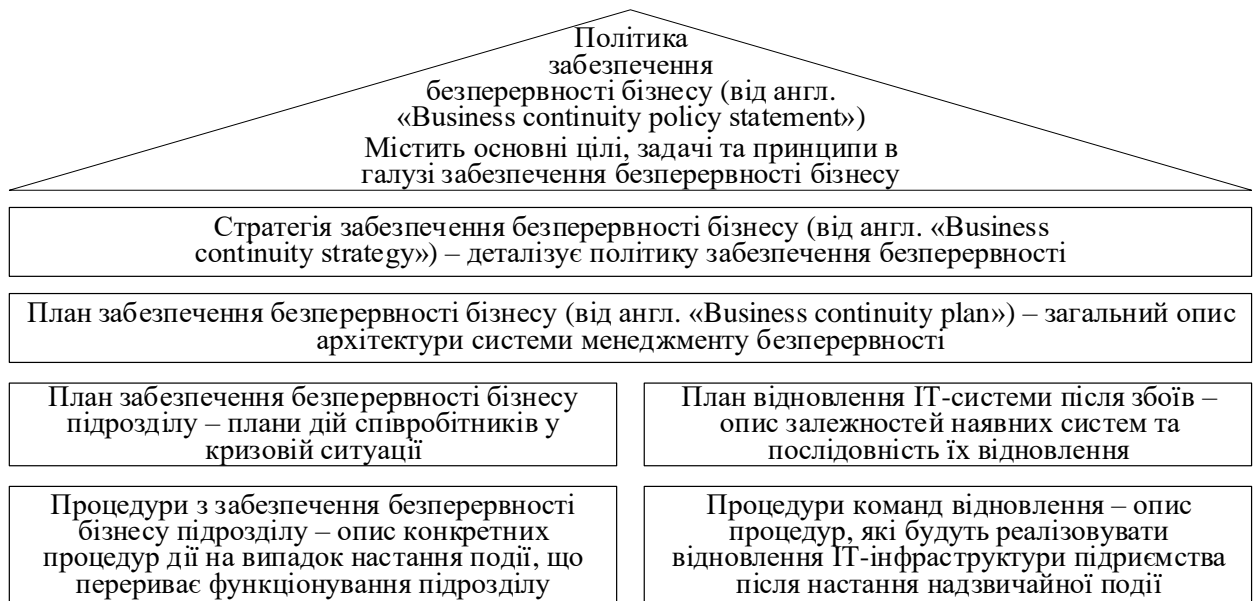 Політика
забезпечення
безперервності бізнесу (від англ.
«Business continuity policy statement»)
Містить основні цілі, задачі та принципи в
галузі забезпечення безперервності бізнесу
Стратегія забезпечення безперервності бізнесу (від англ. «Business
continuity strategy») – деталізує політику забезпечення безперервності
План забезпечення безперервності бізнесу (від англ. «Business continuity plan») – загальний опис
архітектури системи менеджменту безперервності
План забезпечення безперервності бізнесу
підрозділу – плани дій співробітників у
кризовій ситуації
План відновлення ІТ-системи після збоїв –
опис залежностей наявних систем та
послідовність їх відновлення
Процедури з забезпечення безперервності
бізнесу підрозділу – опис конкретних
процедур дії на випадок настання події, що
перериває функціонування підрозділу
Процедури команд відновлення – опис
процедур, які будуть реалізовувати
відновлення ІТ-інфраструктури підприємства
після настання надзвичайної події